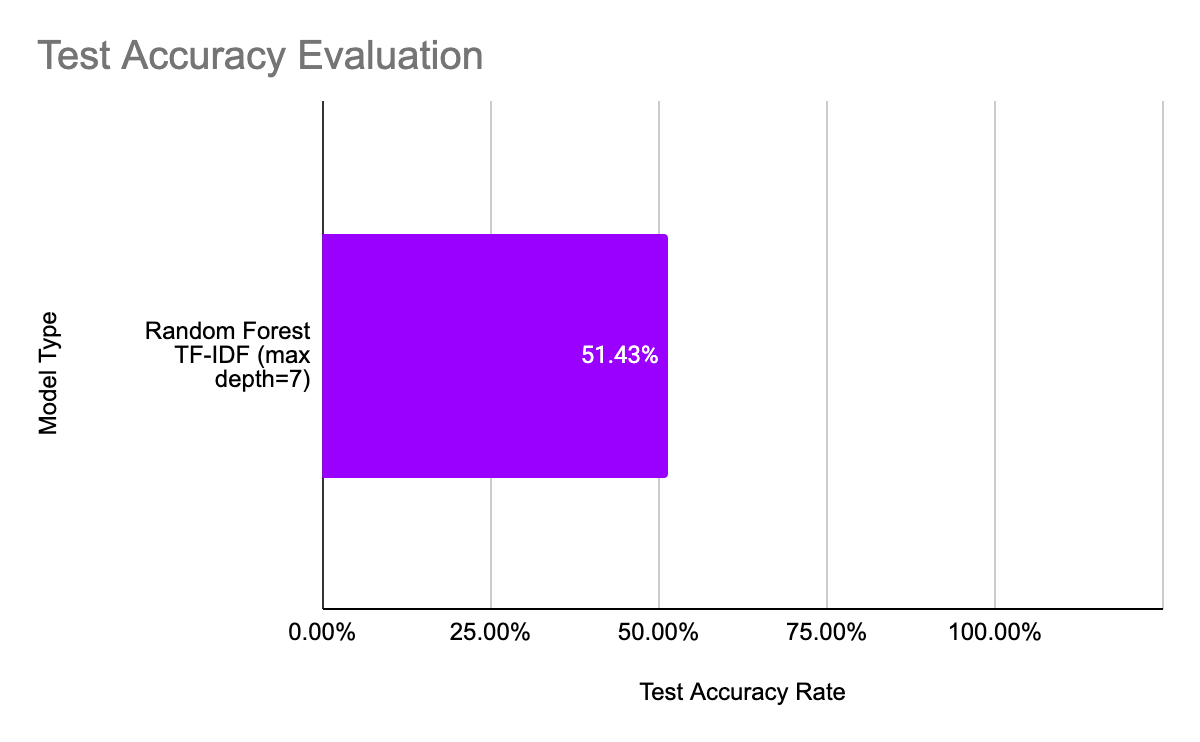 Test Accuracy Evaluation
Model Type
Random Forest
TF-IDF (max
depth=7)
51.43%
0.00%
25.00%
50.00%
75.00%
100.00%
Test Accuracy Rate